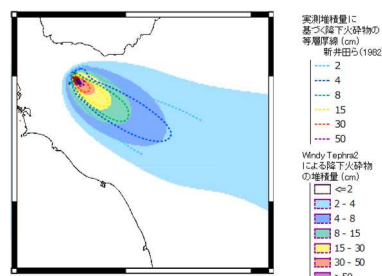 実測堆積量に
基づく降下火砕物の
等層厚線 (cm)
新井田ら(1982
2
4
8
15
30
50
Windy Tephra2
による降下火砕物
の堆積量 (cm)
<=2
2 - 4
4 - 8
8 - 15
15 - 30
30 - 50
> 50